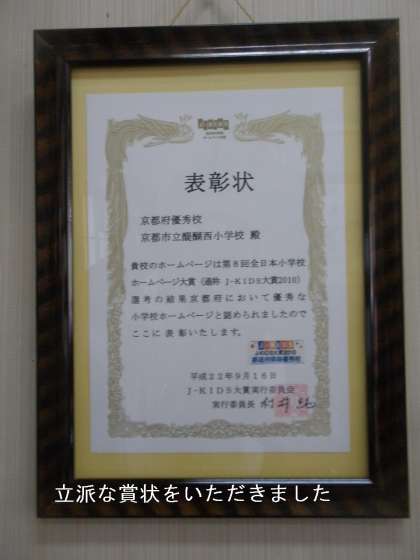 表彰状
京都府優秀校
京都市立醍醐西小学校 殿
貴校のホームページは第8回全日本小学校
ホームページ大賞（通称 J-KIDS大賞2010）
選考の結果京都府において優秀な
小学校ホームページと認められましたので
ここに表彰いたします。
平成22年9月16日
J-KIDS大賞実行委員会
実行委員長 村井 純
立派な賞状をいただきました